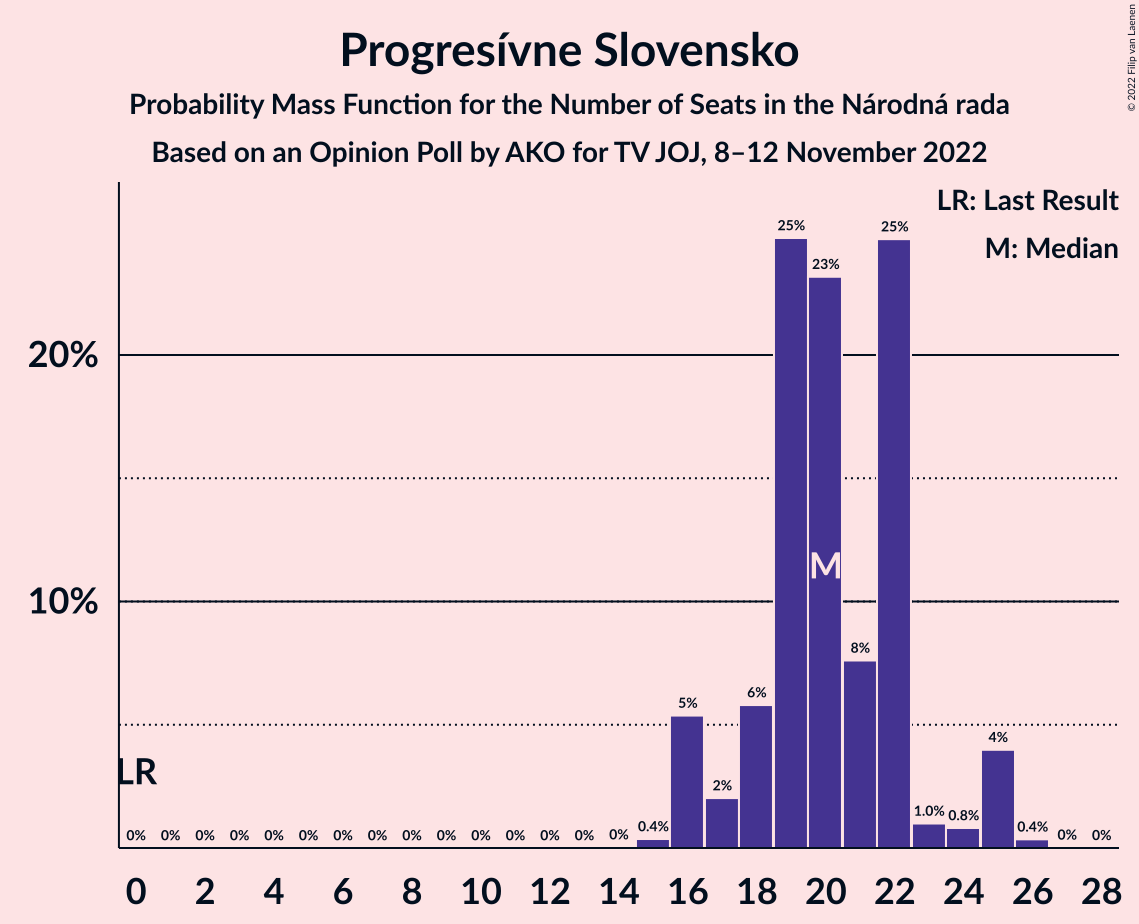 Progresívne Slovensko
Probability Mass Function for the Number of Seats in the Národná rada
Based on an Opinion Poll by AKO for TV JOJ, 8–12 November 2022
© 2022 Filip van Laenen
LR: Last Result
M: Median
25%
25%
23%
20%
M
10%
8%
6%
5%
4%
LR
2%
0% 0% 0% 0% 0% 0% 0% 0% 0% 0% 0% 0% 0% 0% 0% 0.4% 1.0% 0.8% 0.4% 0% 0%
0 2 4 6 8 10 12 14 16 18 20 22 24 26 28